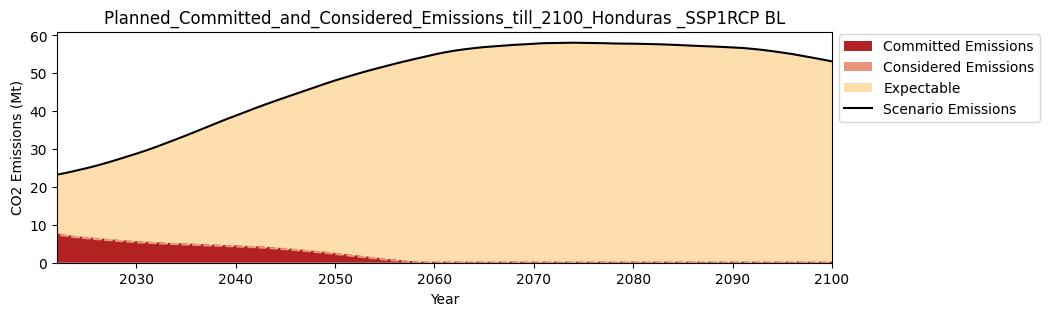 Planned_Committed_and_Considered_Emissions_till_2100_Honduras _SSP1RCP BL
60
50
40
30
20
10
0
CO2 Emissions (Mt)
2030 2040 2050 2060 2070 2080 2090 2100
Year
Committed Emissions
Considered Emissions
Expectable
Scenario Emissions